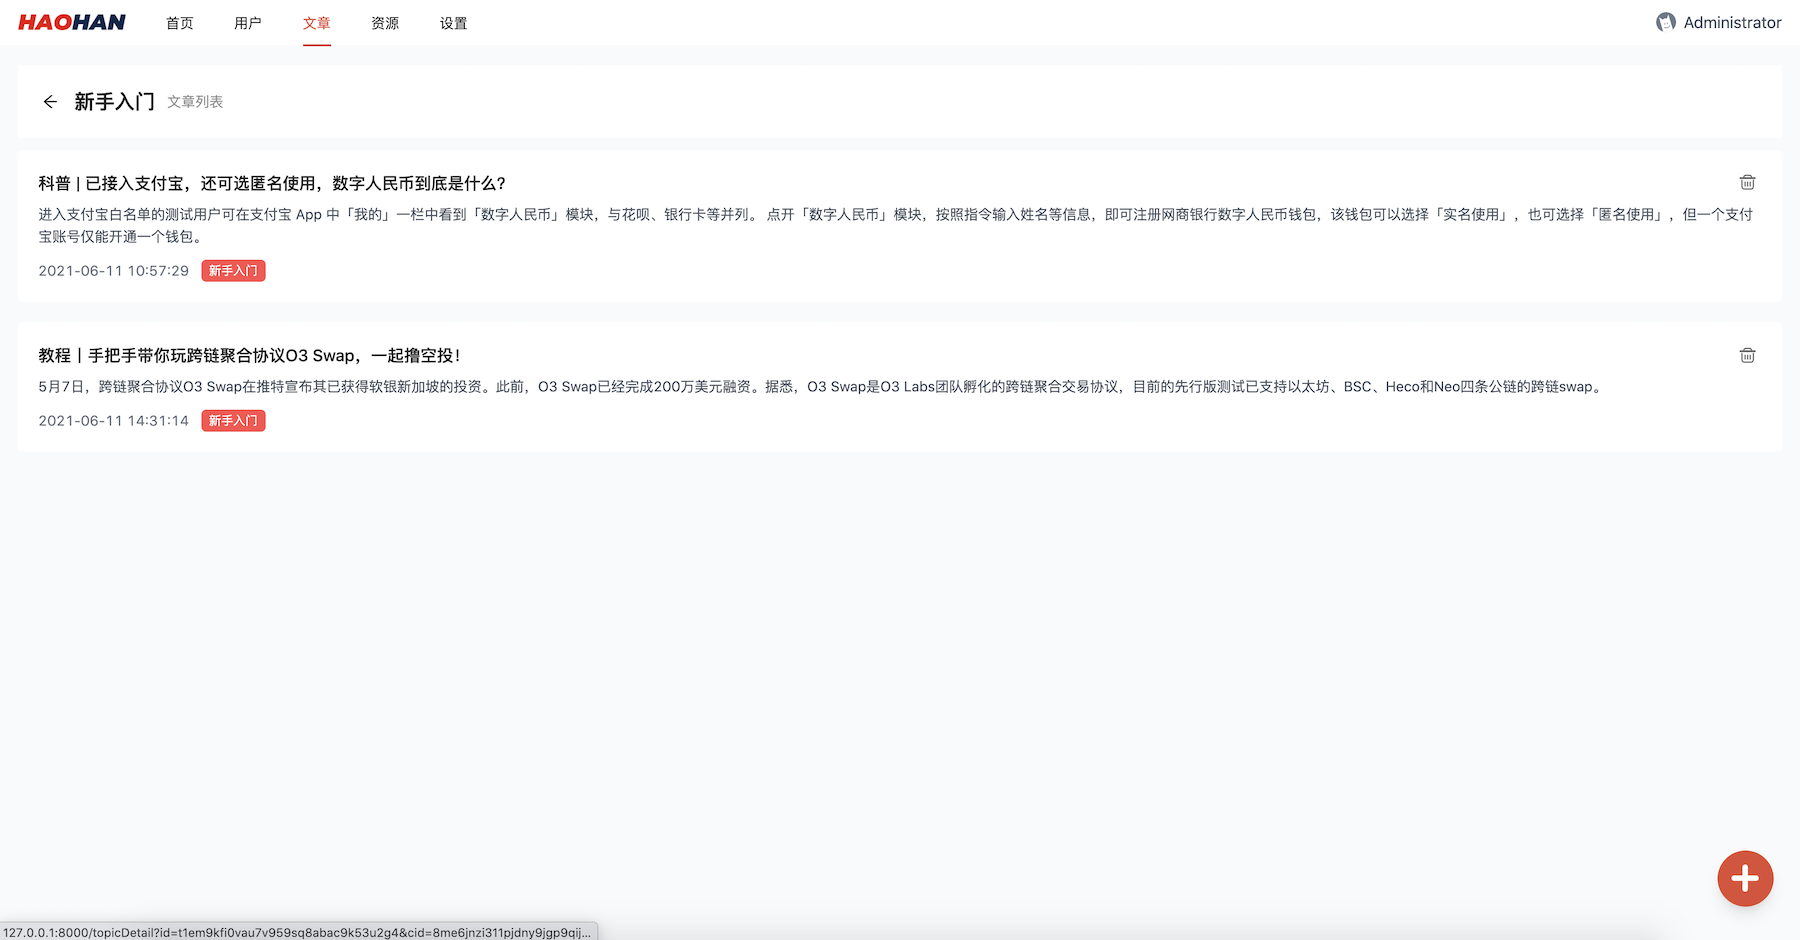 HAOHAN 首页 用户 文章 资源 设置 Administrator
新手入门 文章列表
科普 | 已接入支付宝，还可选匿名使用，数字人民币到底是什么？
进入支付宝白名单的测试用户可在支付宝 App 中「我的」一栏中看到「数字人民币」模块，与花呗、银行卡等并列。 点开「数字人民币」模块，按照指令输入姓名等信息，即可注册网商银行数字人民币钱包，该钱包可以选择「实名使用」，也可选择「匿名使用」，但一个支付
宝账号仅能开通一个钱包。
2021-06-11 10:57:29 新手入门
教程丨手把手带你玩跨链聚合协议O3 Swap，一起撸空投！
5月7日，跨链聚合协议O3 Swap在推特宣布其已获得软银新加坡的投资。此前，O3 Swap已经完成200万美元融资。据悉，O3 Swap是O3 Labs团队孵化的跨链聚合交易协议，目前的先行版测试已支持以太坊、BSC、Heco和Neo四条公链的跨链swap。
2021-06-11 14:31:14 新手入门
127.0.0.1:8000/topicDetail?id=t1em9kfi0vau7v959sq8abac9k53u2g4&cid=8me6jnzi311pjdny9jgp9qij...